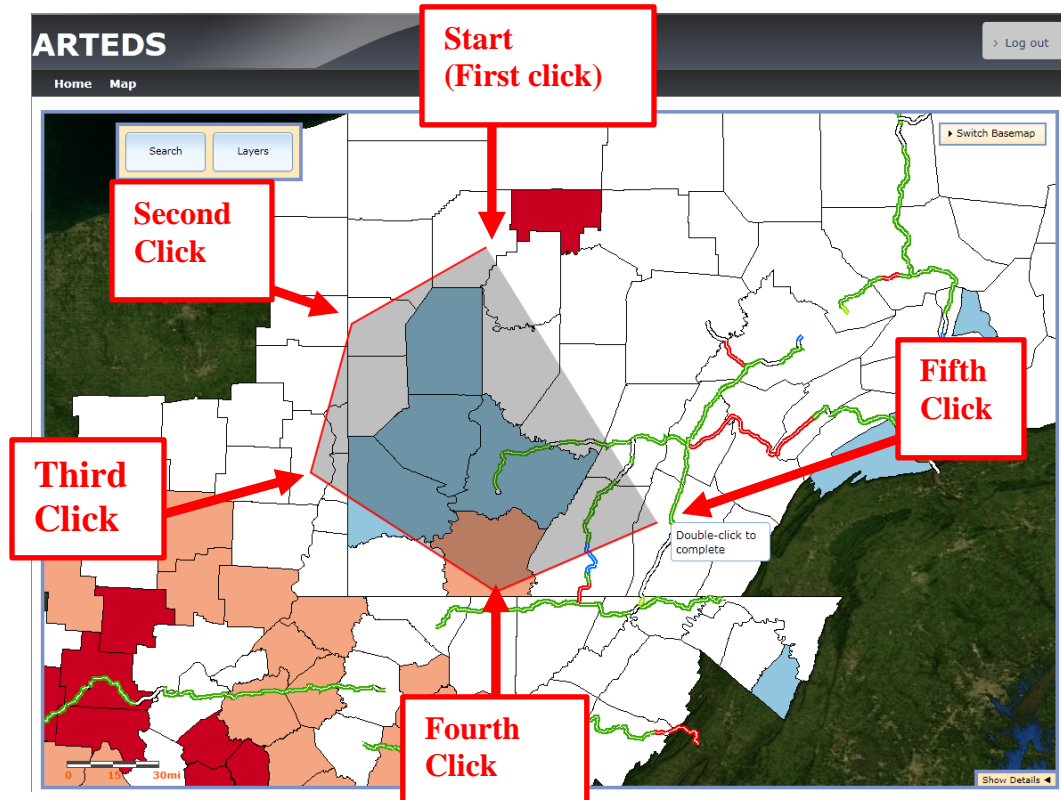 ARTEDS
Start
(First click)
› Log out
Home Map
Search
Layers
Switch Basemap
Second
Click
Fifth
Click
Third
Click
Double-click to
complete
Fourth
Click
0 15 30mi
Show Details